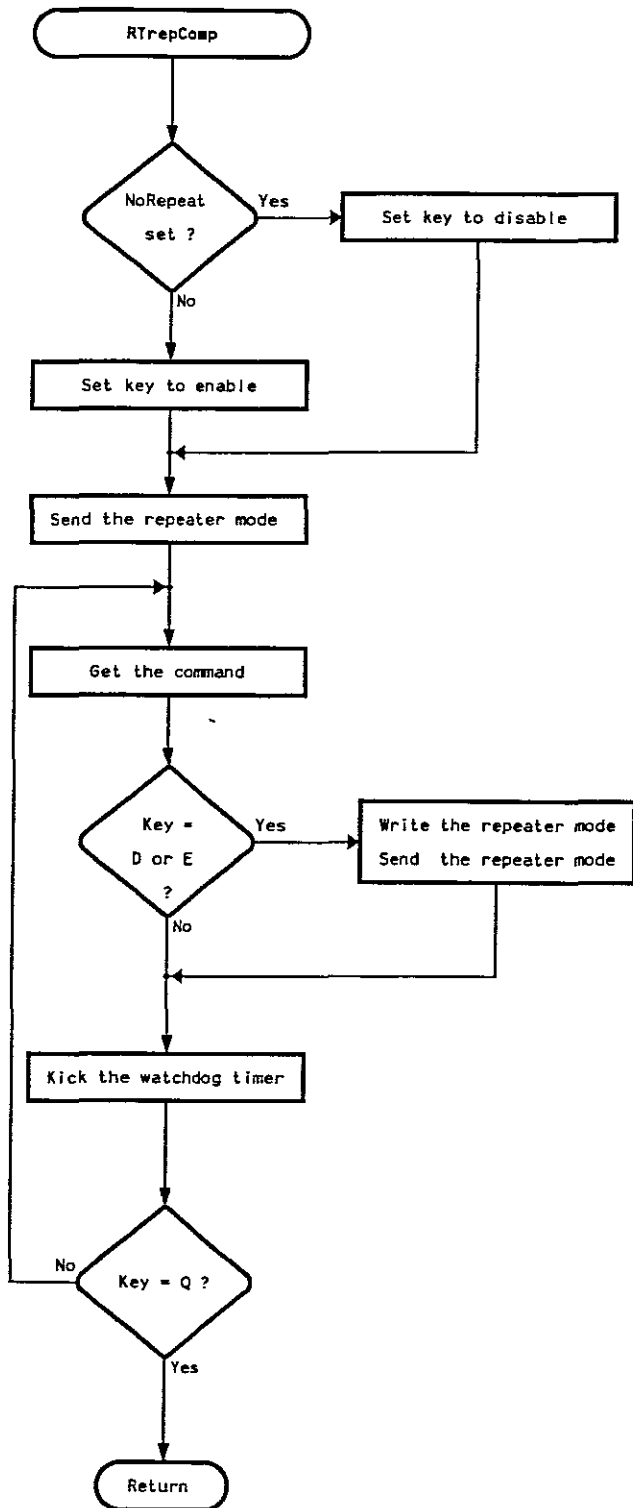 RTrepComp
NoRepeat
set ?
Yes
Set key to disable
No
Set key to enable
Send the repeater mode
Get the command
Key =
D or E
?
Yes
Write the repeater mode
Send the repeater mode
No
Kick the watchdog timer
Key = Q ?
No
Yes
Return